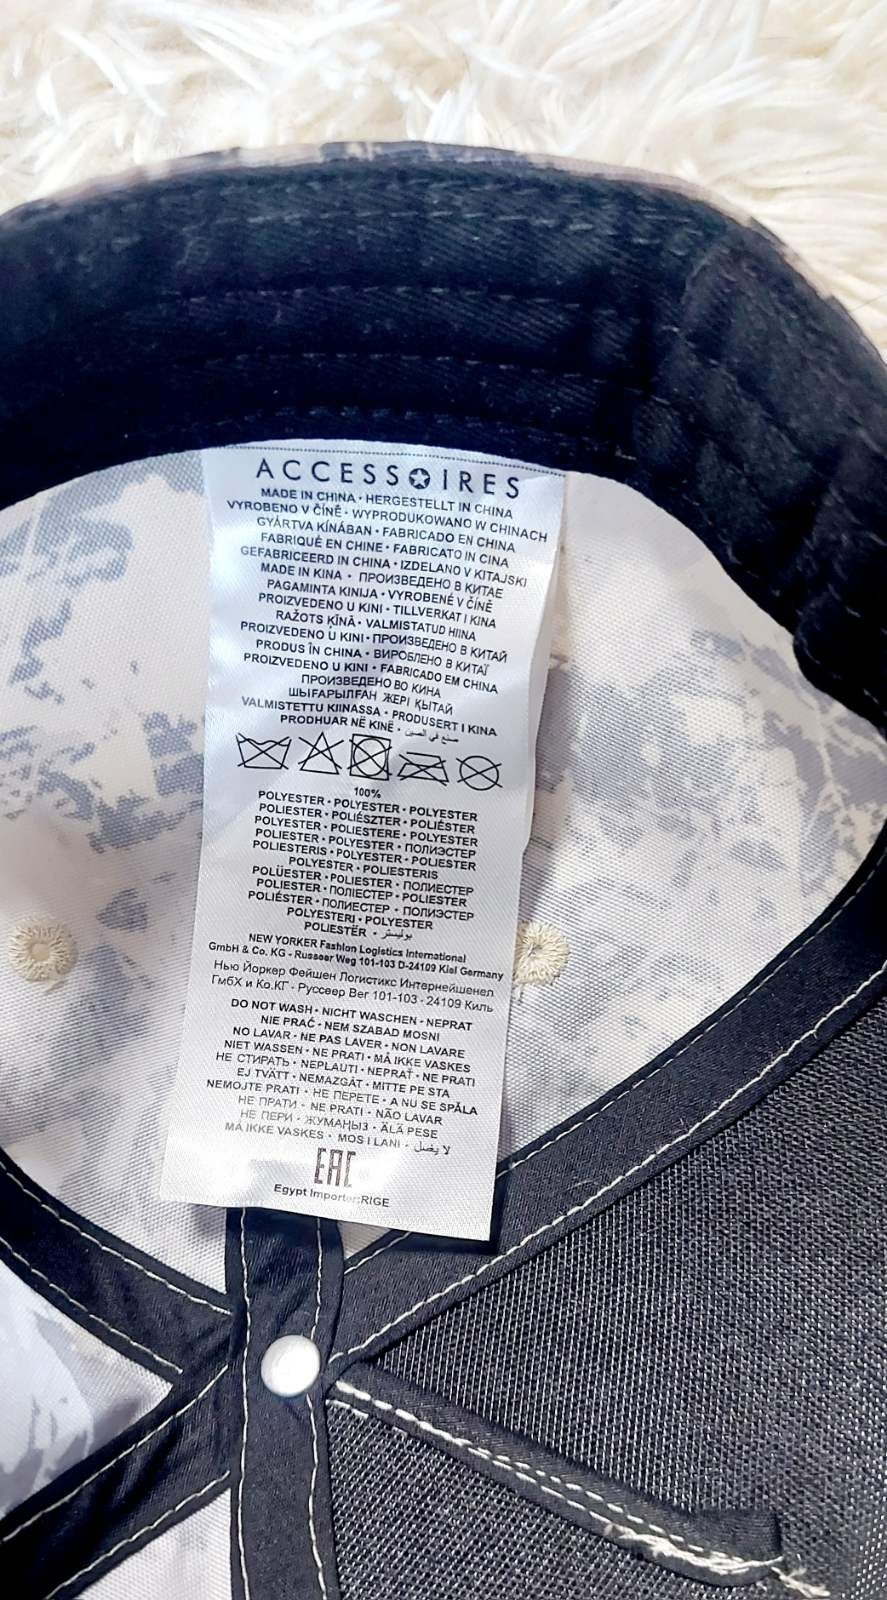 ACCESSOIRES
MADE IN CHINA • HERGESTELLT IN CHINA
VYROBENO V ČÍNĚ • WYPRODUKOWANO W CHINACH
GYÁRTVA KÍNÁBAN • FABRICADO EN CHINA
FABRIQUÉ EN CHINE • FABRICATO IN CINA
GEFABRICEERD IN CHINA • IZDELANO V KITAJSKI
MADE IN KINA • ПРОИЗВЕДЕНО В КИТАЕ
PAGAMINTA KINIJA • VYROBENÉ V ČÍNĚ
PROIZVEDENO U KINI • TILLVERKAT I KINA
RAŽOTS ĶĪNĀ • VALMISTATUD HIINA
PROIZVEDENO U KINI • ПРОИЗВЕДЕНО В КИТАЙ
PRODUS ÎN CHINA • ВИРОБЛЕНО В КИТАЇ
PROIZVEDENO U KINI • FABRICADO EM CHINA
ПРОИЗВЕДЕНО ВО КИНА
ШЫҒАРЫЛҒАН ЖЕРІ ҚЫТАЙ
VALMISTETTU KIINASSA • PRODUSERT I KINA
PRODHUAR NË KINË • صنع في الصين
100%
POLYESTER • POLYESTER • POLYESTER
POLIESTER • POLIÉSZTER • POLIÉSTER
POLYESTER • POLIESTERE • POLYESTER
POLIESTER • POLYESTER • ПОЛИЭСТЕР
POLIESTERIS • POLYESTER • POLIESTER
POLYESTER • POLIESTERIS
POLÜESTER • POLIESTER • ПОЛИЕСТЕР
POLIESTER • ПОЛІЕСТЕР • POLIESTER
POLIÉSTER • ПОЛИЕСТЕР • ПОЛИЭСТЕР
POLYESTERI • POLYESTER
POLIESTËR • بوليستر
NEW YORKER Fashion Logistics International
GmbH & Co. KG - Russeer Weg 101-103 D-24109 Kiel Germany
Нью Йоркер Фейшен Логистикс Интернейшенел
ГмбХ и Ко.КГ - Руссеер Вег 101-103 - 24109 Киль
DO NOT WASH • NICHT WASCHEN • NEPRAT
NIE PRAĆ • NEM SZABAD MOSNI
NO LAVAR • NE PAS LAVER • NON LAVARE
NIET WASSEN • NE PRATI • MÅ IKKE VASKES
НЕ СТИРАТЬ • NEPLAUTI • NEPRAŤ • NE PRATI
EJ TVÄTT • NEMAZGĀT • MITTE PE STA
NEMOJTE PRATI • НЕ ПЕРЕТЕ • A NU SE SPĂLA
НЕ ПРАТИ • NE PRATI • NÃO LAVAR
НЕ ПЕРИ • ЖУМАҢЫЗ • ÄLÄ PESE
MÅ IKKE VASKES • MOS I LANI • لا يغسل
EAC
Egypt Importer:RIGE